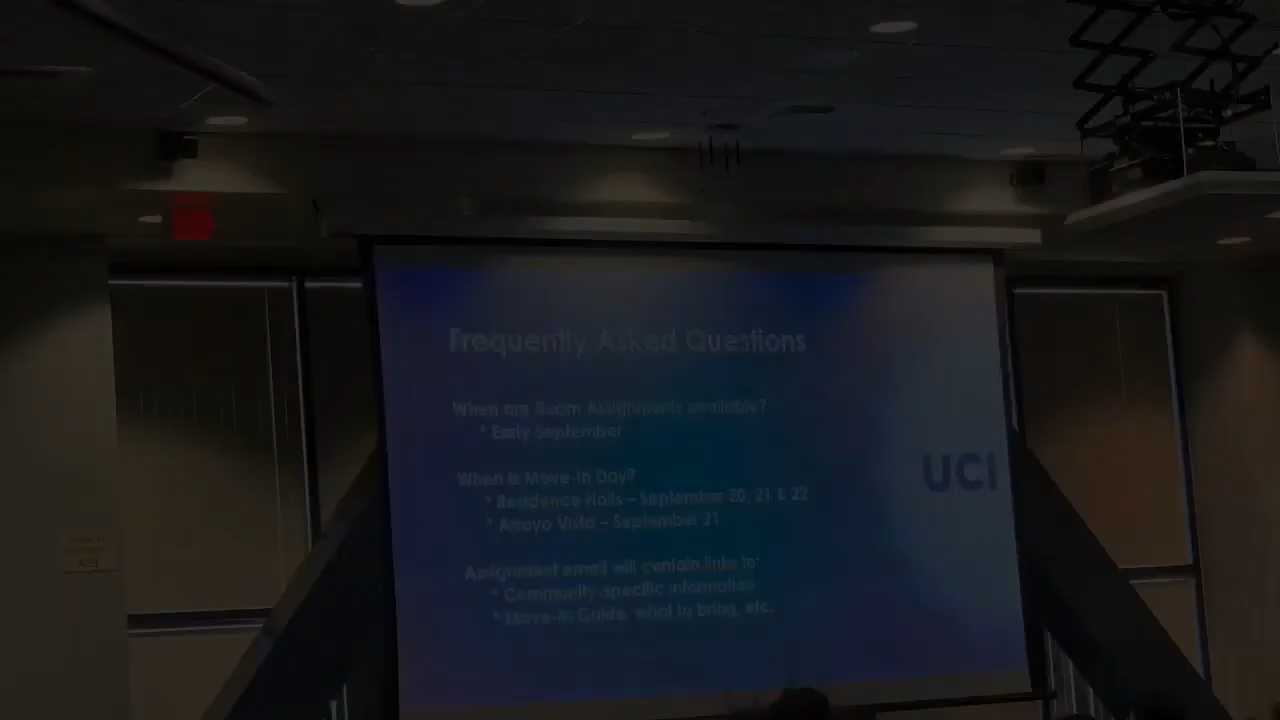 Frequently Asked Questions
When are Room Assignments available?
* Early September
When is Move-In Day?
* Residence Halls – September 20, 21 & 22
* Arroyo Vista – September 21
UCI
Assignment email will contain links to:
* Community specific information
* Move-in Guide, what to bring, etc.